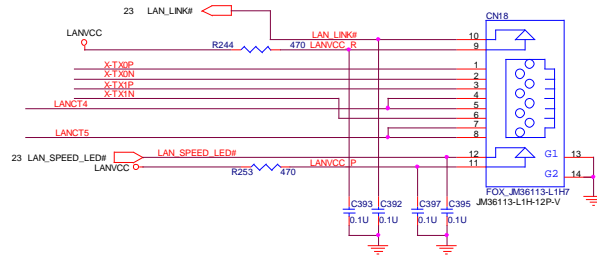 23 LAN_LINK#
CN18
LANVCC
LAN_LINK# 10
R244 470 LANVCC_R 9
X-TX0P 1
X-TX0N 2
X-TX1P 3
X-TX1N 4
LANCT4 5
6
7
LANCT5 8
23 LAN_SPEED_LED# LAN_SPEED_LED# 12 G1 13
LANVCC LANVCC_P 11
R253 470 G2 14
FOX_JM36113-L1H7
JM36113-L1H-12P-V
C393 C392 C397 C395
0.1U 0.1U 0.1U 0.1U